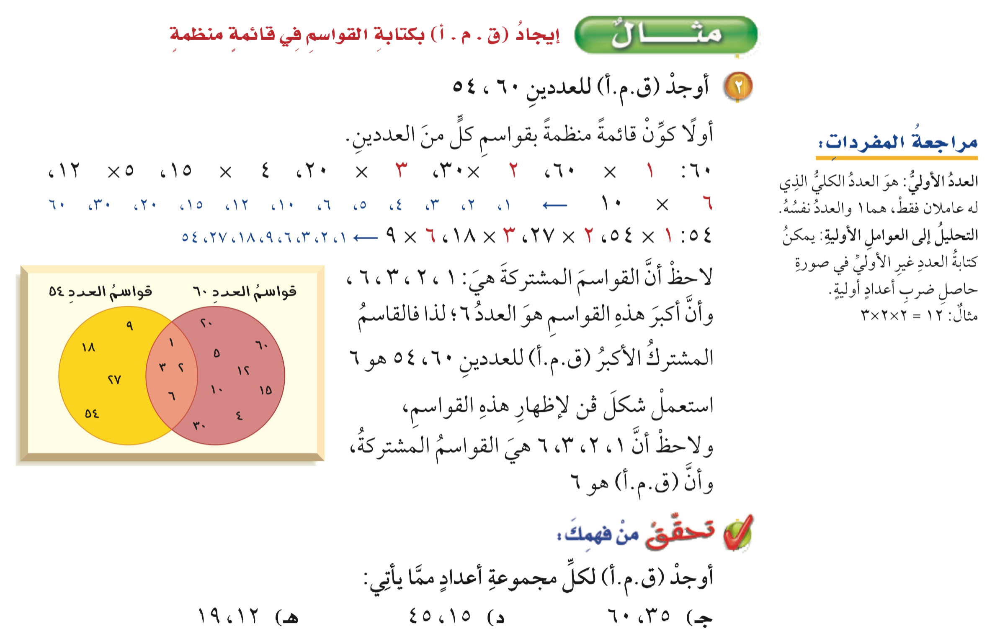 مثـــالٌ
إيجادُ (ق . م . أ) بكتابةِ القواسمِ فِي قائمةٍ منظمةٍ
٢ أوجدْ (ق.م.أ) للعددينِ ٦٠ ، ٥٤
أولًا كوِّنْ قائمةً منظمةً بقواسمِ كلٍّ منَ العددينِ.
٦٠: ١ × ٦٠، ٢ ×٣٠، ٣ × ٢٠، ٤ × ١٥، ٥× ١٢،
٦ × ١٠ ← ١، ٢، ٣، ٤، ٥، ٦، ١٠، ١٢، ١٥، ٢٠، ٣٠، ٦٠
٥٤: ١ × ٥٤، ٢ × ٢٧، ٣ × ١٨، ٦ × ٩ ← ١، ٢، ٣، ٦، ٩، ١٨، ٢٧، ٥٤
لاحظْ أنَّ القواسمَ المشتركةَ هيَ: ١ ، ٢ ، ٣ ، ٦ ،
وأنَّ أكبرَ هذهِ القواسمِ هوَ العددُ ٦؛ لذا فالقاسمُ
المشتركُ الأكبرُ (ق.م.أ) للعددينِ ٦٠، ٥٤ هو ٦
استعملْ شكلَ ڤن لإظهارِ هذهِ القواسمِ،
ولاحظْ أنَّ ١، ٢، ٣، ٦ هيَ القواسمُ المشتركةُ،
وأنَّ (ق.م.أ) هو ٦
قواسمُ العددِ ٦٠
قواسمُ العددِ ٥٤
٢٠
٦٠
٥
١٢
١٠
١٥
٤
٣٠
١
٢ ٣
٦
٩
١٨
٢٧
٥٤
مراجعةُ المفرداتِ:
العددُ الأوليُّ: هوَ العددُ الكليُّ الذِي
له عاملان فقطْ، هما١ والعددُ نفسُهُ.
التحليلُ إلى العواملِ الأوليةِ: يمكنُ
كتابةُ العددِ غيرِ الأوليِّ في صورةِ
حاصلِ ضربِ أعدادٍ أوليةٍ.
مثالٌ: ١٢ = ٢×٢×٣
تحقّقْ منْ فهمِكَ:
أوجدْ (ق.م.أ) لكلِّ مجموعةِ أعدادٍ ممَّا يأتِي:
جـ) ٣٥، ٦٠ د) ١٥، ٤٥ هـ) ١٢، ١٩